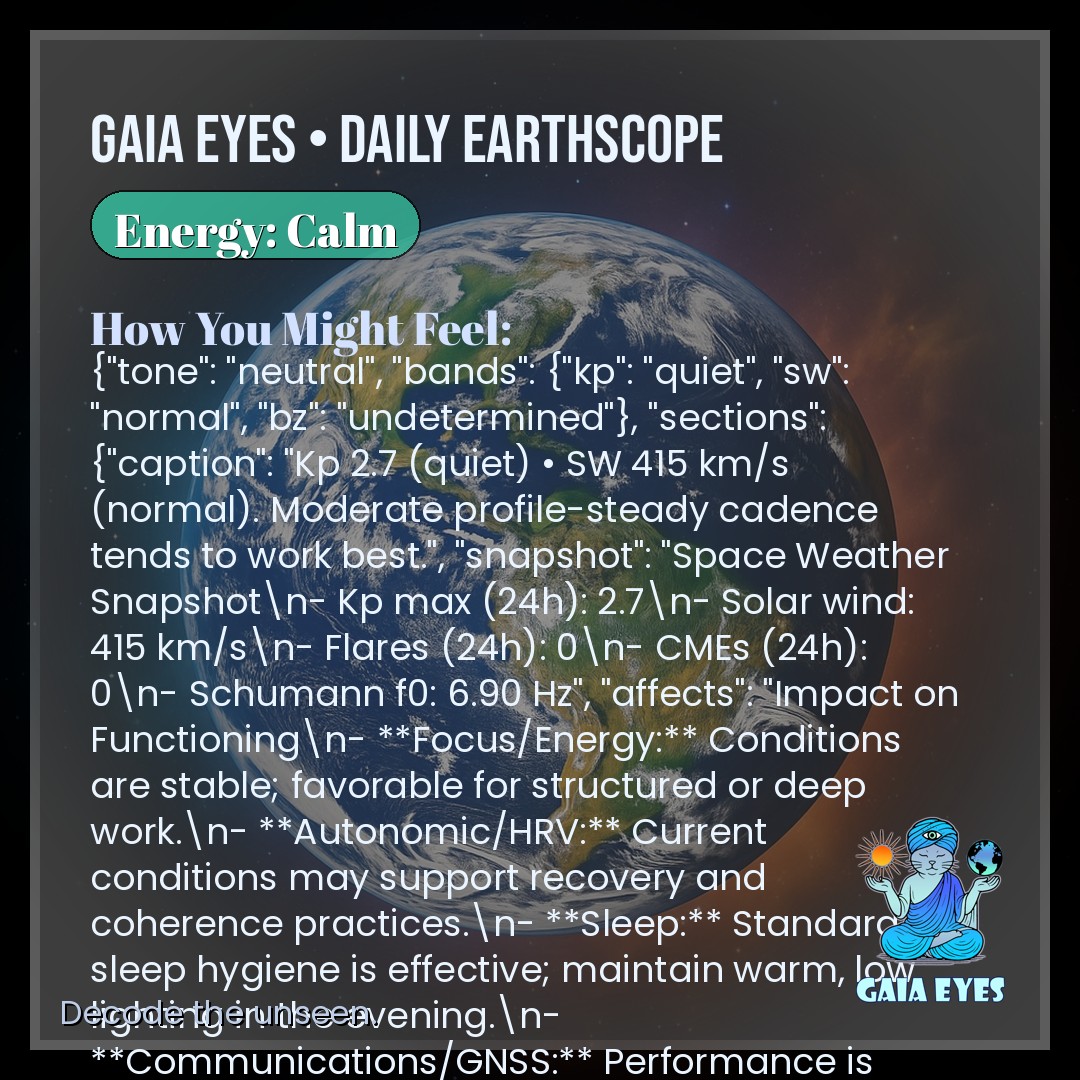 GAIA EYES • DAILY EARTHSCOPE
Energy: Calm
How You Might Feel:
{"tone": "neutral", "bands": {"kp": "quiet", "sw":
"normal", "bz": "undetermined"}, "sections":
{"caption": "Kp 2.7 (quiet) • SW 415 km/s
(normal). Moderate profile-steady cadence
tends to work best.", "snapshot": "Space Weather
Snapshot\n- Kp max (24h): 2.7\n- Solar wind:
415 km/s\n- Flares (24h): 0\n- CMEs (24h):
0\n- Schumann f0: 6.90 Hz", "affects": "Impact on
Functioning\n- **Focus/Energy:** Conditions
are stable; favorable for structured or deep
work.\n- **Autonomic/HRV:** Current
conditions may support recovery and
coherence practices.\n- **Sleep:** Standard
sleep hygiene is effective; maintain warm, low
lighting in the evening.\n-
Decode the unseen.
**Communications/GNSS:** Performance is
GAIA EYES